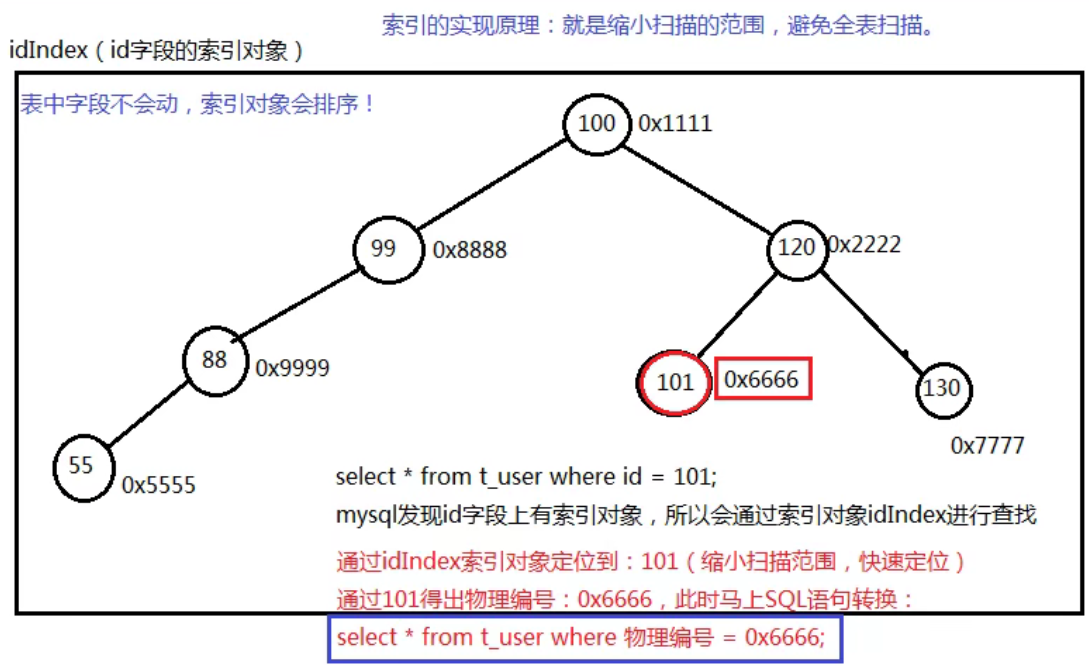 索引的实现原理：就是缩小扫描的范围，避免全表扫描。
idIndex（id字段的索引对象）
表中字段不会动，索引对象会排序！
100 0x1111
99 0x8888
120 0x2222
88 0x9999
101 0x6666
130
0x7777
55 0x5555
select * from t_user where id = 101;
mysql发现id字段上有索引对象，所以会通过索引对象idIndex进行查找
通过idIndex索引对象定位到：101（缩小扫描范围，快速定位）
通过101得出物理编号：0x6666，此时马上SQL语句转换：
select * from t_user where 物理编号 = 0x6666;